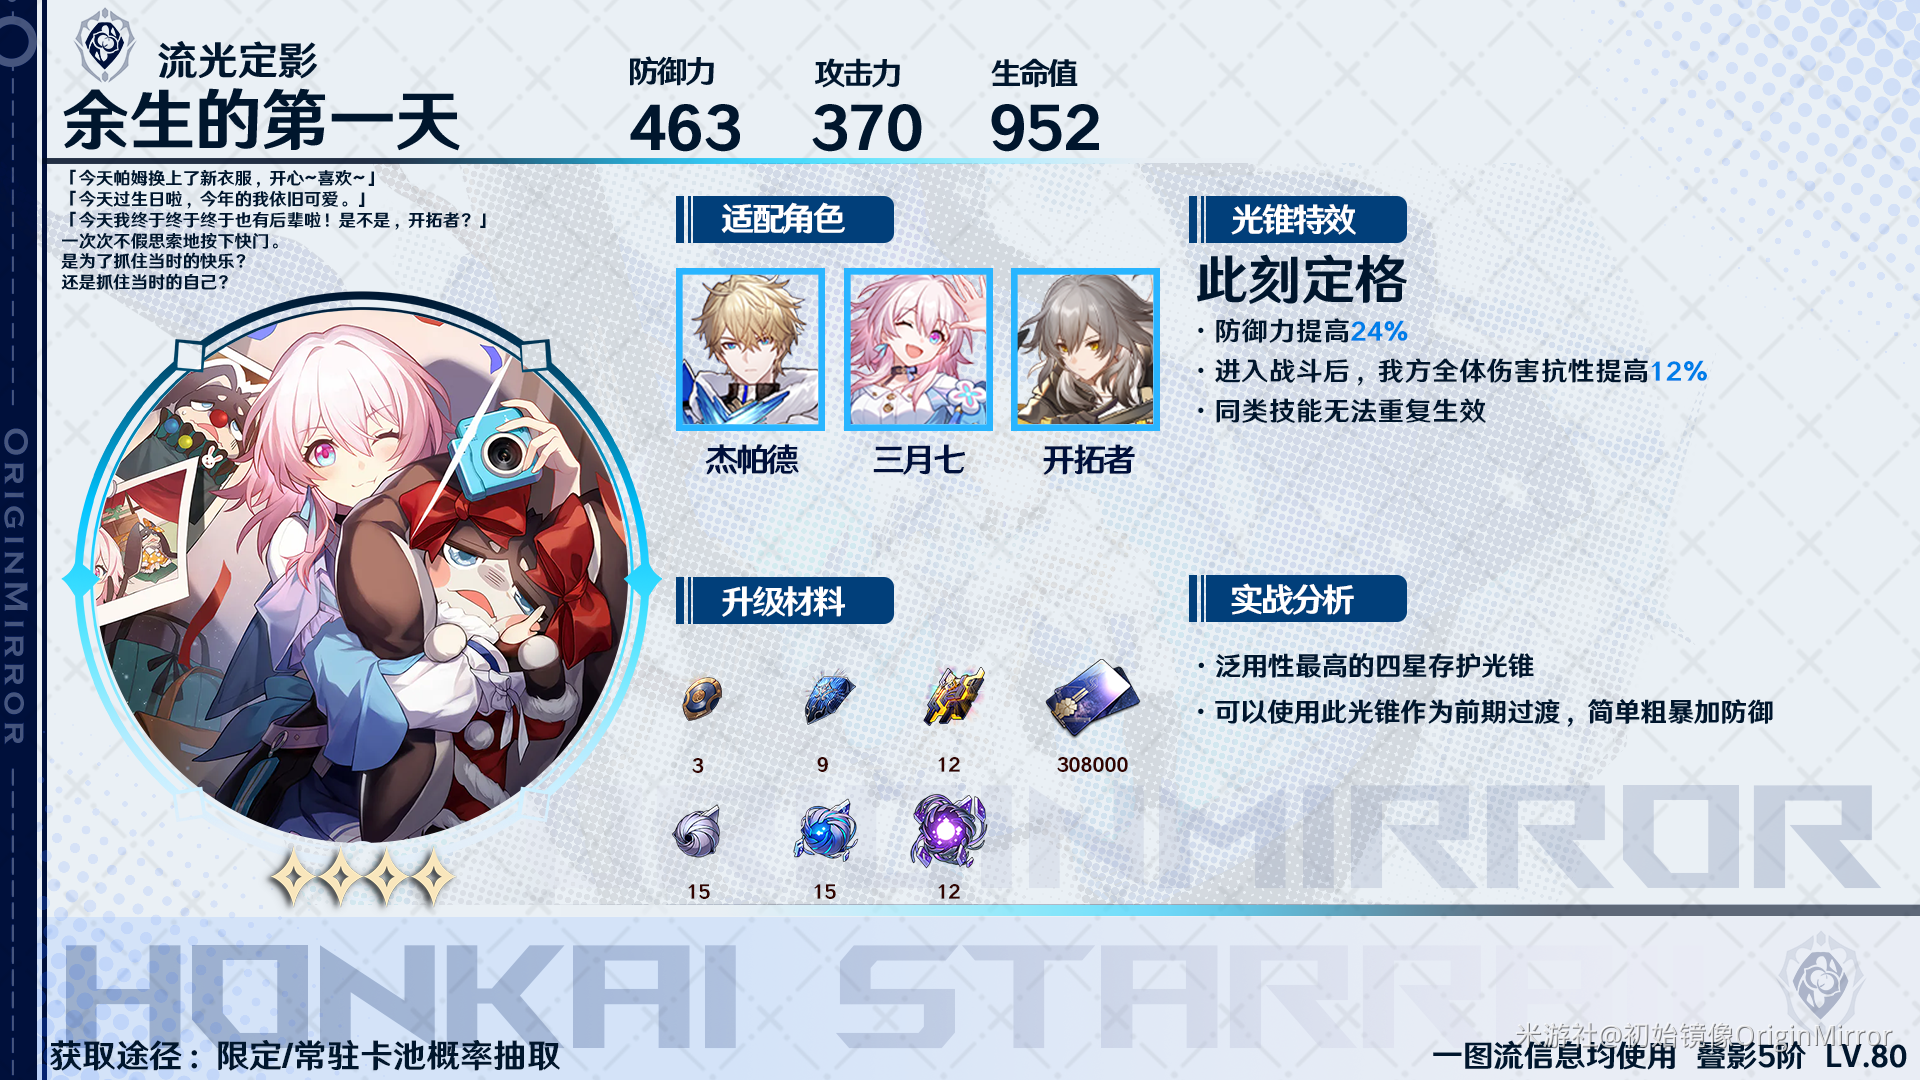 流光定影
余生的第一天
防御力
463
攻击力
370
生命值
952
「今天帕姆换上了新衣服，开心~喜欢~」
「今天过生日啦，今年的我依旧可爱。」
「今天我终于终于终于也有后辈啦！是不是，开拓者？」
一次次不假思索地按下快门。
是为了抓住当时的快乐？
还是抓住当时的自己？
适配角色
杰帕德
三月七
开拓者
光锥特效
此刻定格
· 防御力提高24%
· 进入战斗后，我方全体伤害抗性提高12%
· 同类技能无法重复生效
升级材料
3
9
12
308000
15
15
12
实战分析
· 泛用性最高的四星存护光锥
· 可以使用此光锥作为前期过渡，简单粗暴加防御
ORIGINMIRROR
HONKAI STARRAIL
获取途径：限定/常驻卡池概率抽取
米游社@初始镜像OriginMirror
一图流信息均使用 叠影5阶 LV.80